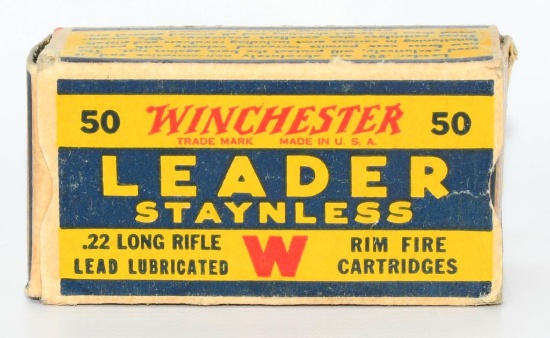 50 WINCHESTER 50
TRADE MARK MADE IN U. S. A.
LEADER
STAYNLESS
.22 LONG RIFLE W RIM FIRE
LEAD LUBRICATED CARTRIDGES